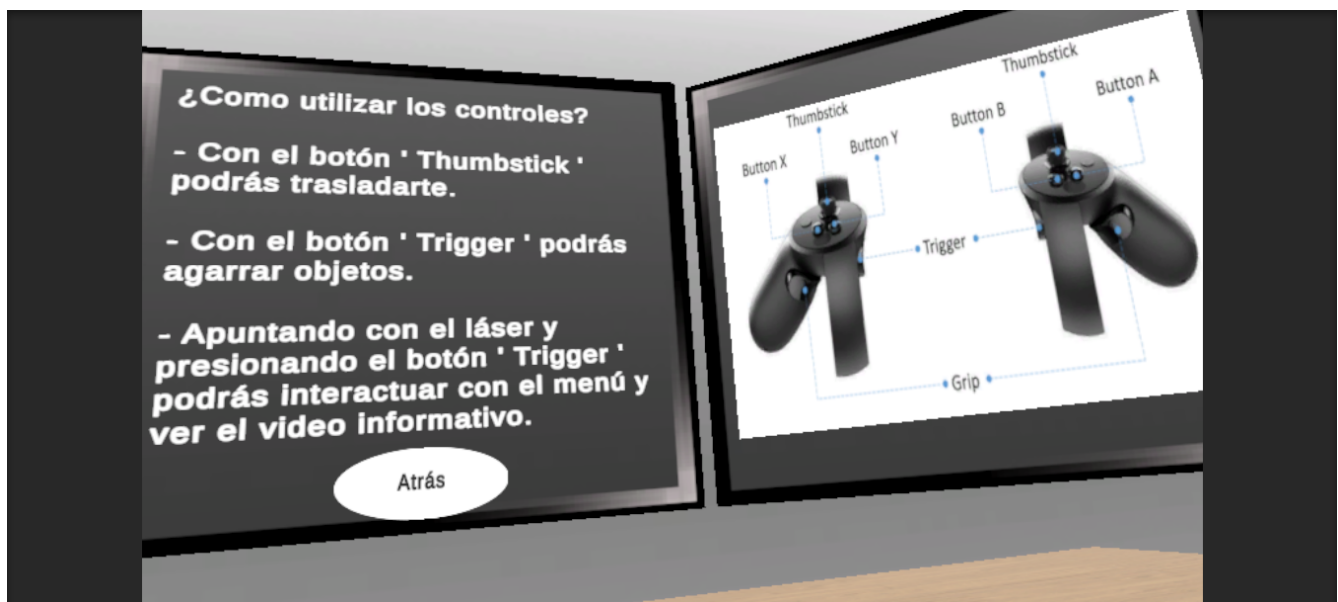 ¿Como utilizar los controles?
- Con el botón ' Thumbstick '
podrás trasladarte.
- Con el botón ' Trigger ' podrás
agarrar objetos.
- Apuntando con el láser y
presionando el botón ' Trigger '
podrás interactuar con el menú y
ver el video informativo.
Atrás
Thumbstick
Button X
Button Y
Thumbstick
Button B
Button A
Trigger
Grip